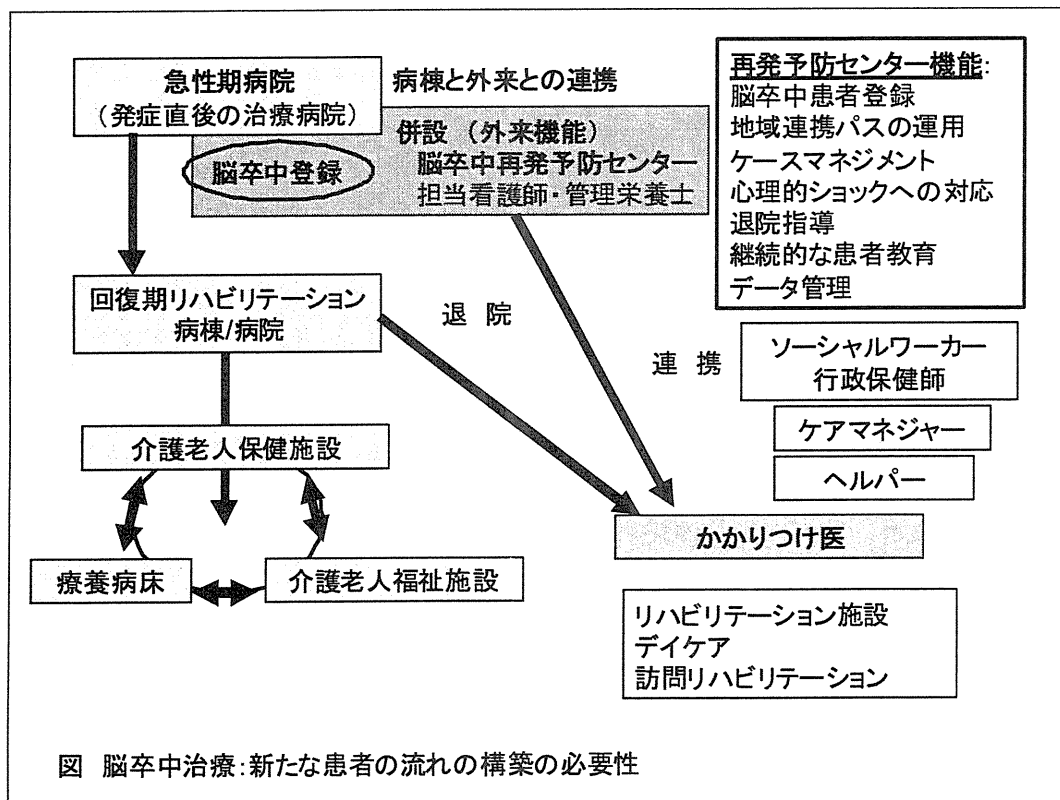 急性期病院
(発症直後の治療病院)
病棟と外来との連携
併設 (外来機能)
脳卒中再発予防センター
担当看護師・管理栄養士
脳卒中登録
再発予防センター機能:
脳卒中患者登録
地域連携パスの運用
ケースマネジメント
心理的ショックへの対応
退院指導
継続的な患者教育
データ管理
回復期リハビリテーション
病棟/病院
退 院
連 携
ソーシャルワーカー
行政保健師
ケアマネジャー
ヘルパー
介護老人保健施設
療養病床
介護老人福祉施設
かかりつけ医
リハビリテーション施設
デイケア
訪問リハビリテーション
図 脳卒中治療:新たな患者の流れの構築の必要性